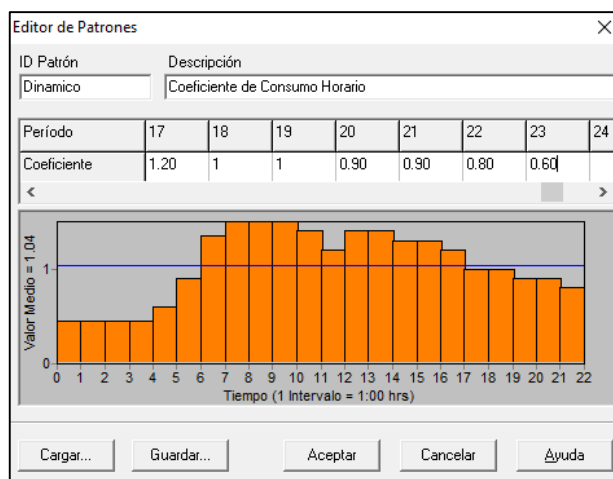 Editor de Patrones
ID Patrón Descripción
Dinamico Coeficiente de Consumo Horario
Período 17 18 19 20 21 22 23 24
Coeficiente 1.20 1 1 0.90 0.90 0.80 0.60
Valor Medio = 1.04
1
0
0 1 2 3 4 5 6 7 8 9 10 11 12 13 14 15 16 17 18 19 20 21 22
Tiempo (1 Intervalo = 1:00 hrs)
Cargar... Guardar... Aceptar Cancelar Ayuda